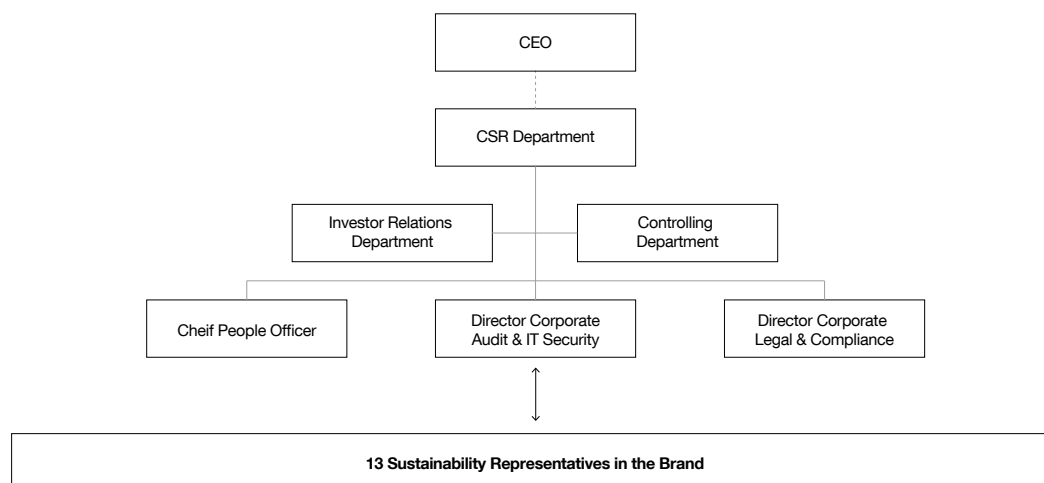 CEO
CSR Department
Investor Relations
Department
Controlling
Department
Cheif People Officer
Director Corporate
Audit & IT Security
Director Corporate
Legal & Compliance
13 Sustainability Representatives in the Brand